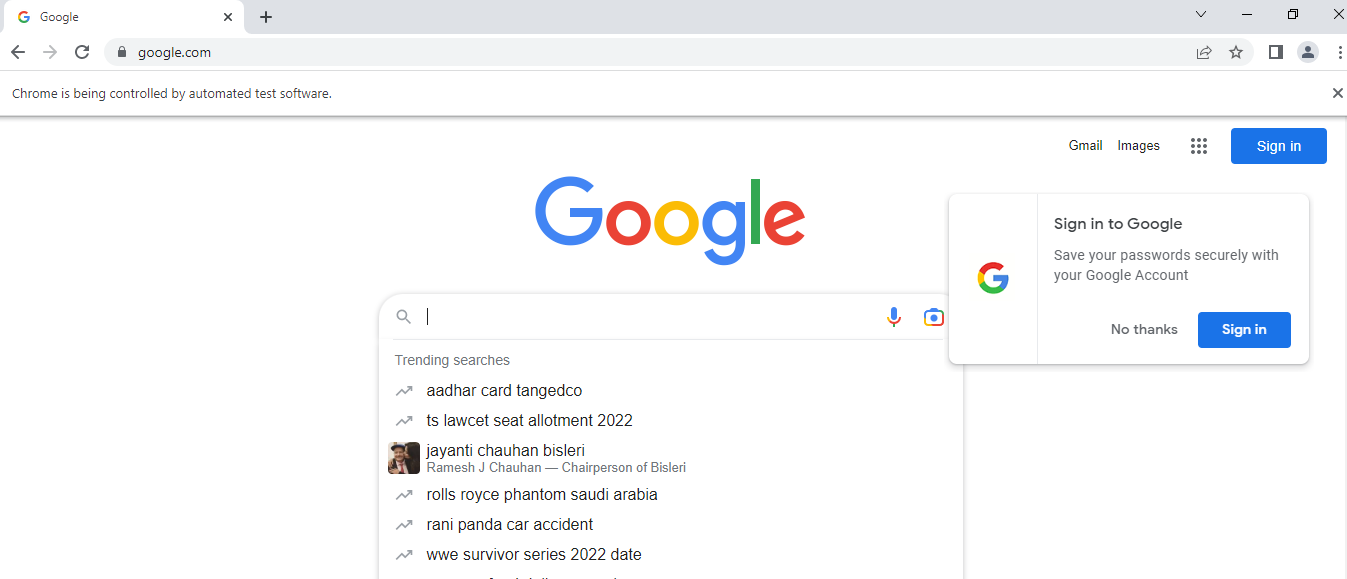 Google
google.com
Chrome is being controlled by automated test software.
Gmail Images Sign in
Google
Sign in to Google
Save your passwords securely with
your Google Account
No thanks Sign in
Trending searches
aadhar card tangedco
ts lawcet seat allotment 2022
jayanti chauhan bisleri
Ramesh J Chauhan — Chairperson of Bisleri
rolls royce phantom saudi arabia
rani panda car accident
wwe survivor series 2022 date